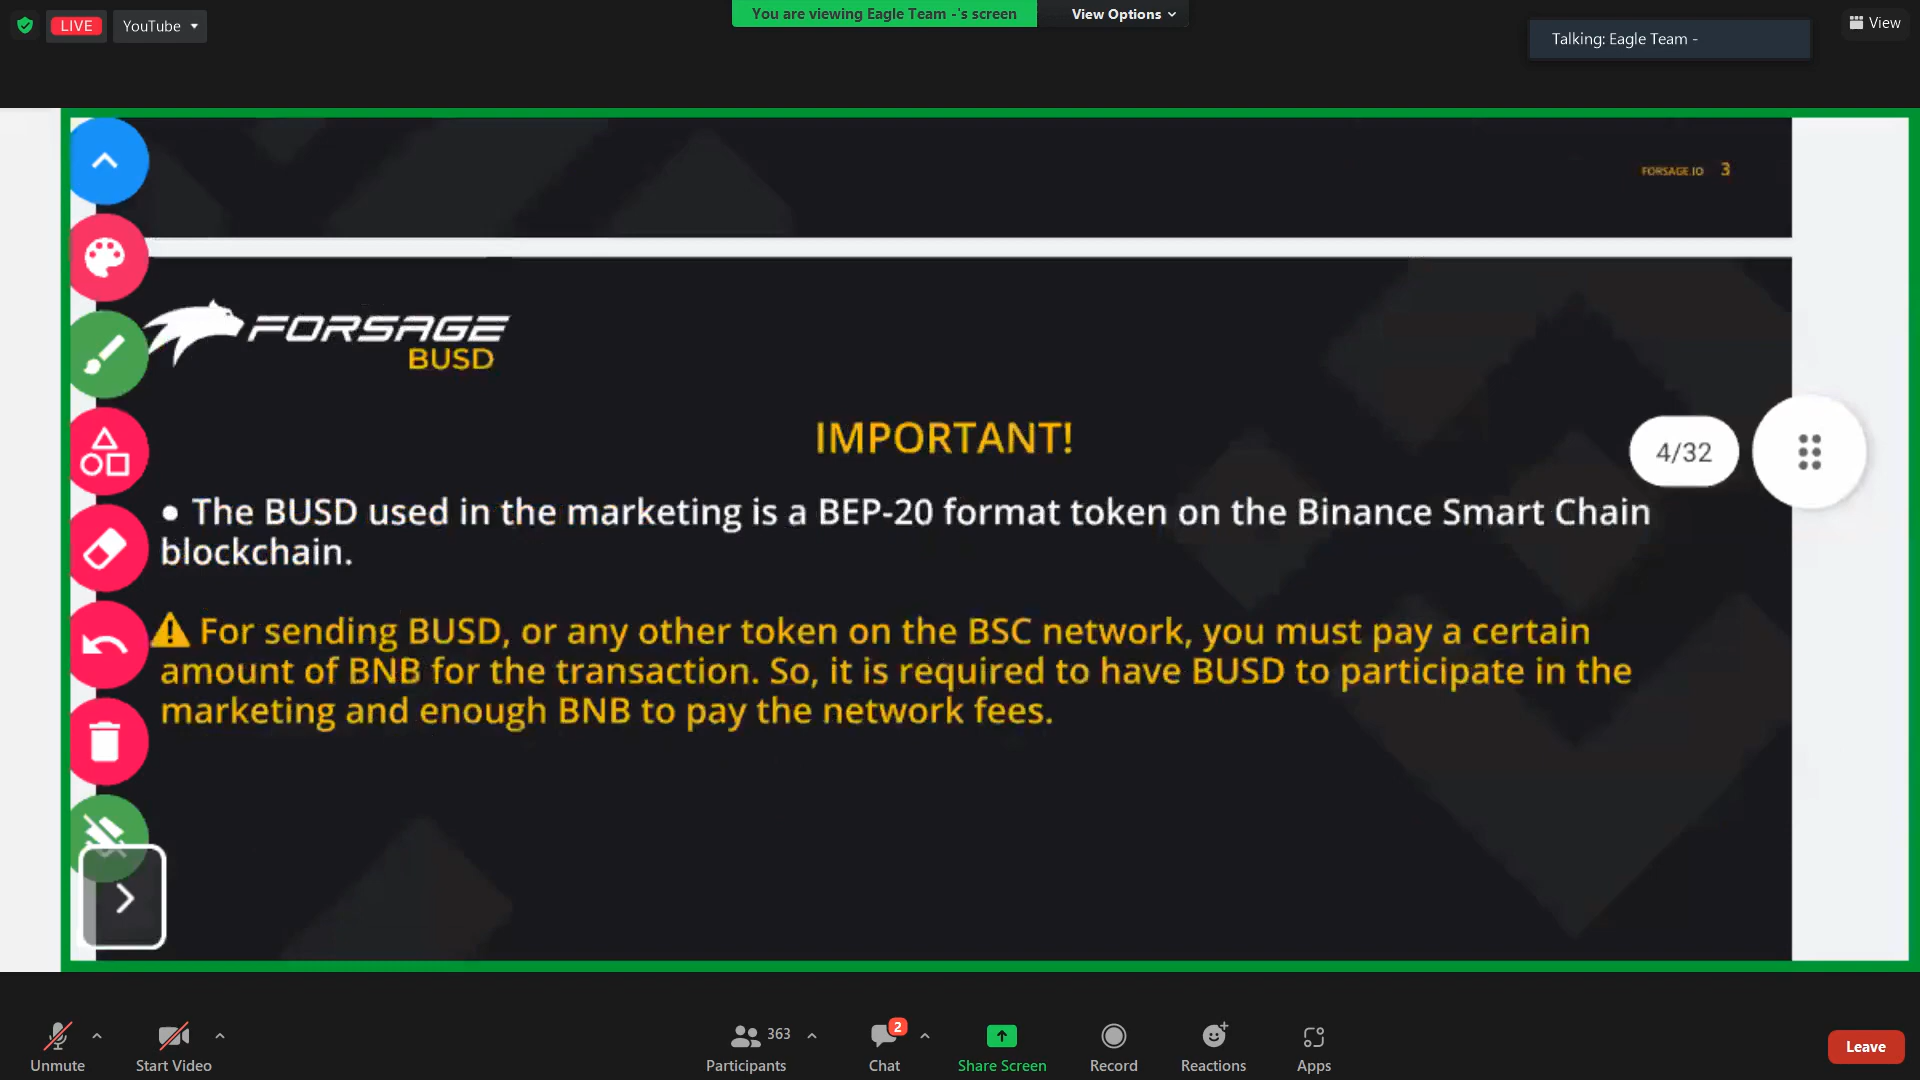 LIVE
YouTube
You are viewing Eagle Team -'s screen
View Options
Talking: Eagle Team -
View
FORSAGE.IO 3
FORSAGE
BUSD
IMPORTANT!
4/32
• The BUSD used in the marketing is a BEP-20 format token on the Binance Smart Chain
blockchain.
⚠ For sending BUSD, or any other token on the BSC network, you must pay a certain
amount of BNB for the transaction. So, it is required to have BUSD to participate in the
marketing and enough BNB to pay the network fees.
Unmute
Start Video
363
Participants
2
Chat
Share Screen
Record
Reactions
Apps
Leave